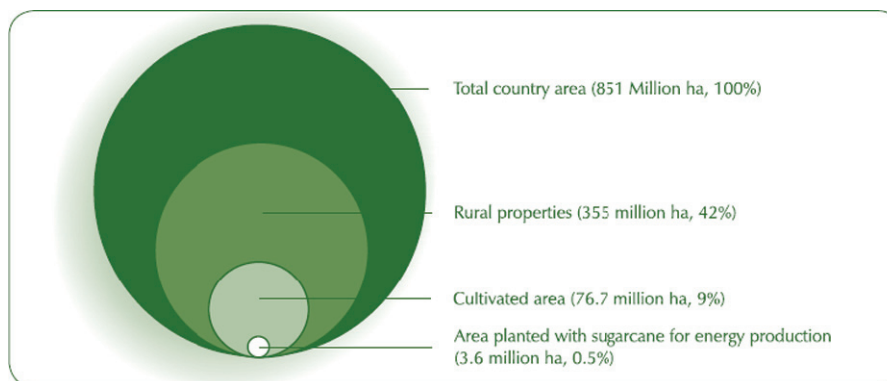 Total country area (851 Million ha, 100%)
Rural properties (355 million ha, 42%)
Cultivated area (76.7 million ha, 9%)
Area planted with sugarcane for energy production
(3.6 million ha, 0.5%)